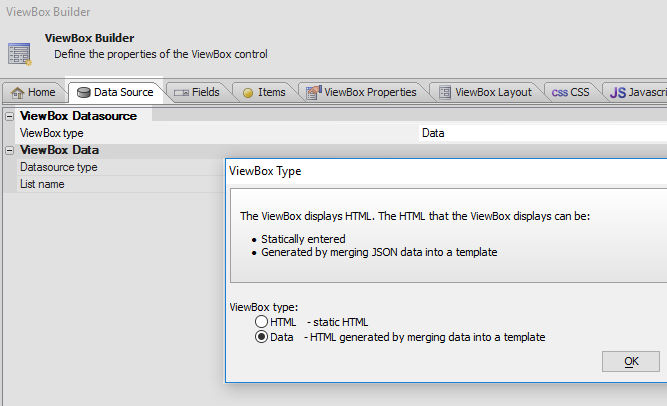 ViewBox Builder
ViewBox Builder
Define the properties of the ViewBox control
Home Data Source Fields Items ViewBox Properties ViewBox Layout CSS CSS JS Javascri
ViewBox Datasource
ViewBox type Data
ViewBox Data
Datasource type
List name
ViewBox Type
The ViewBox displays HTML. The HTML that the ViewBox displays can be:
• Statically entered
• Generated by merging JSON data into a template
ViewBox type:
HTML - static HTML
Data - HTML generated by merging data into a template
OK